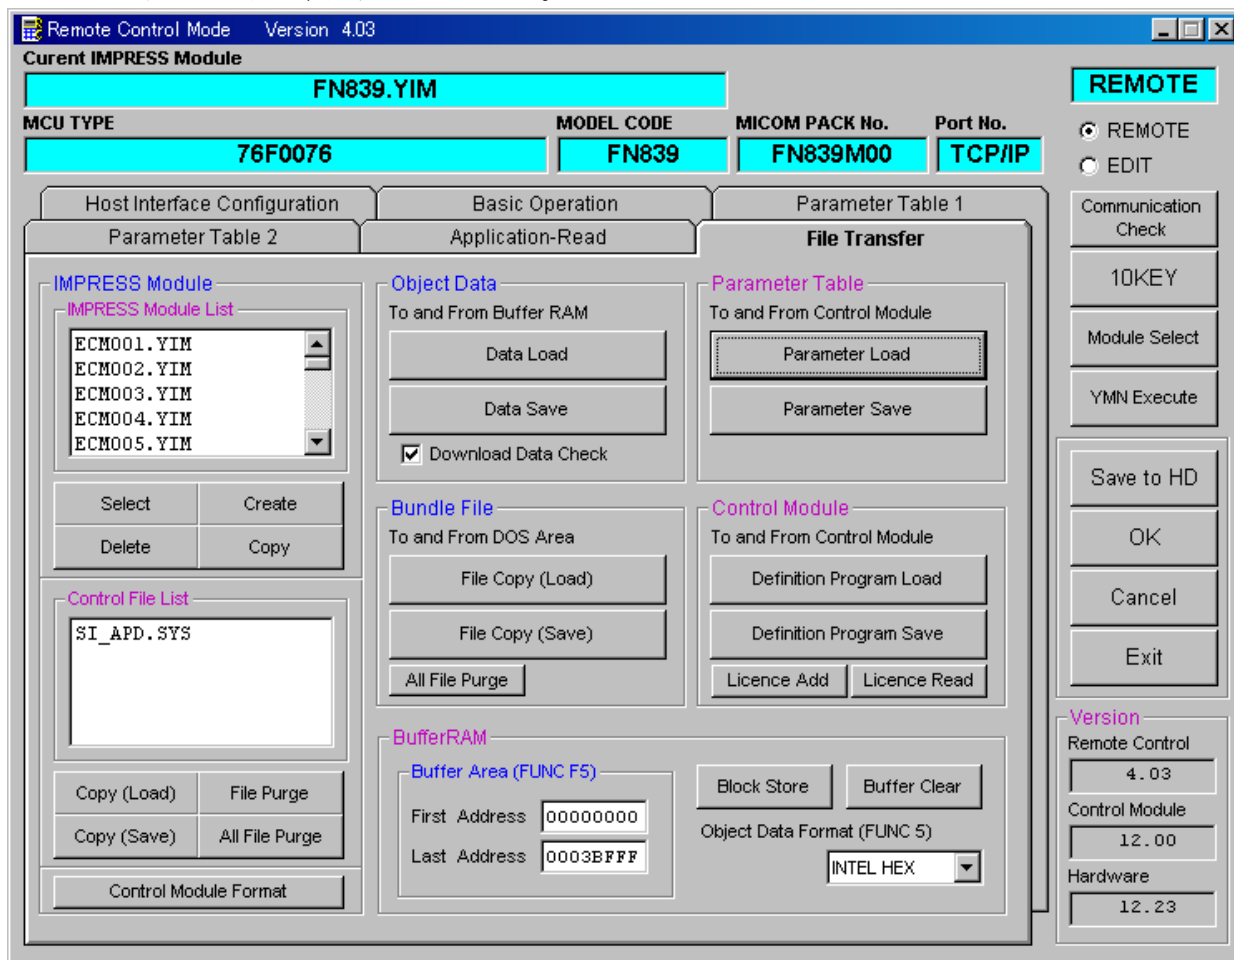 Remote Control Mode Version 4.03
Curent IMPRESS Module
FN839.YIM
REMOTE
MCU TYPE
MODEL CODE
MICOM PACK No.
Port No.
76F0076
FN839
FN839M00
TCP/IP
REMOTE
EDIT
Host Interface Configuration
Basic Operation
Parameter Table 1
Parameter Table 2
Application-Read
File Transfer
IMPRESS Module
IMPRESS Module List
ECM001.YIM
ECM002.YIM
ECM003.YIM
ECM004.YIM
ECM005.YIM
Select
Create
Delete
Copy
Control File List
SI_APD.SYS
Copy (Load)
File Purge
Copy (Save)
All File Purge
Control Module Format
Object Data
To and From Buffer RAM
Data Load
Data Save
Download Data Check
Parameter Table
To and From Control Module
Parameter Load
Parameter Save
Bundle File
To and From DOS Area
File Copy (Load)
File Copy (Save)
All File Purge
Control Module
To and From Control Module
Definition Program Load
Definition Program Save
Licence Add
Licence Read
BufferRAM
Buffer Area (FUNC F5)
First Address 00000000
Last Address 0003BFFF
Block Store
Buffer Clear
Object Data Format (FUNC 5)
INTEL HEX
Communication
Check
10KEY
Module Select
YMN Execute
Save to HD
OK
Cancel
Exit
Version
Remote Control
4.03
Control Module
12.00
Hardware
12.23